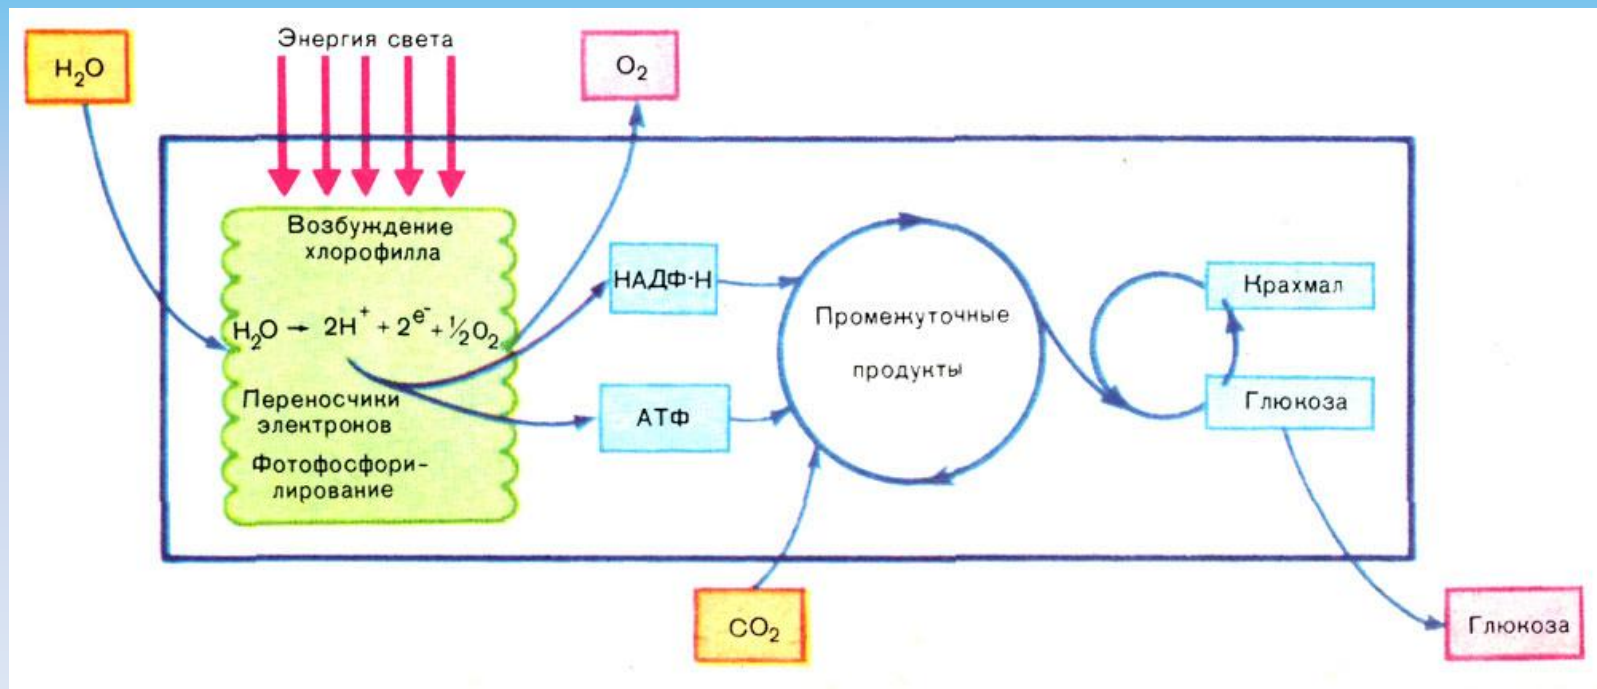 Энергия света
H₂O
O₂
Возбуждение
хлорофилла
H₂O → 2H⁺ + 2e⁻ + ½O₂
Переносчики
электронов
Фотофосфори-
лирование
НАДФ·Н
АТФ
Промежуточные
продукты
Крахмал
Глюкоза
CO₂
Глюкоза